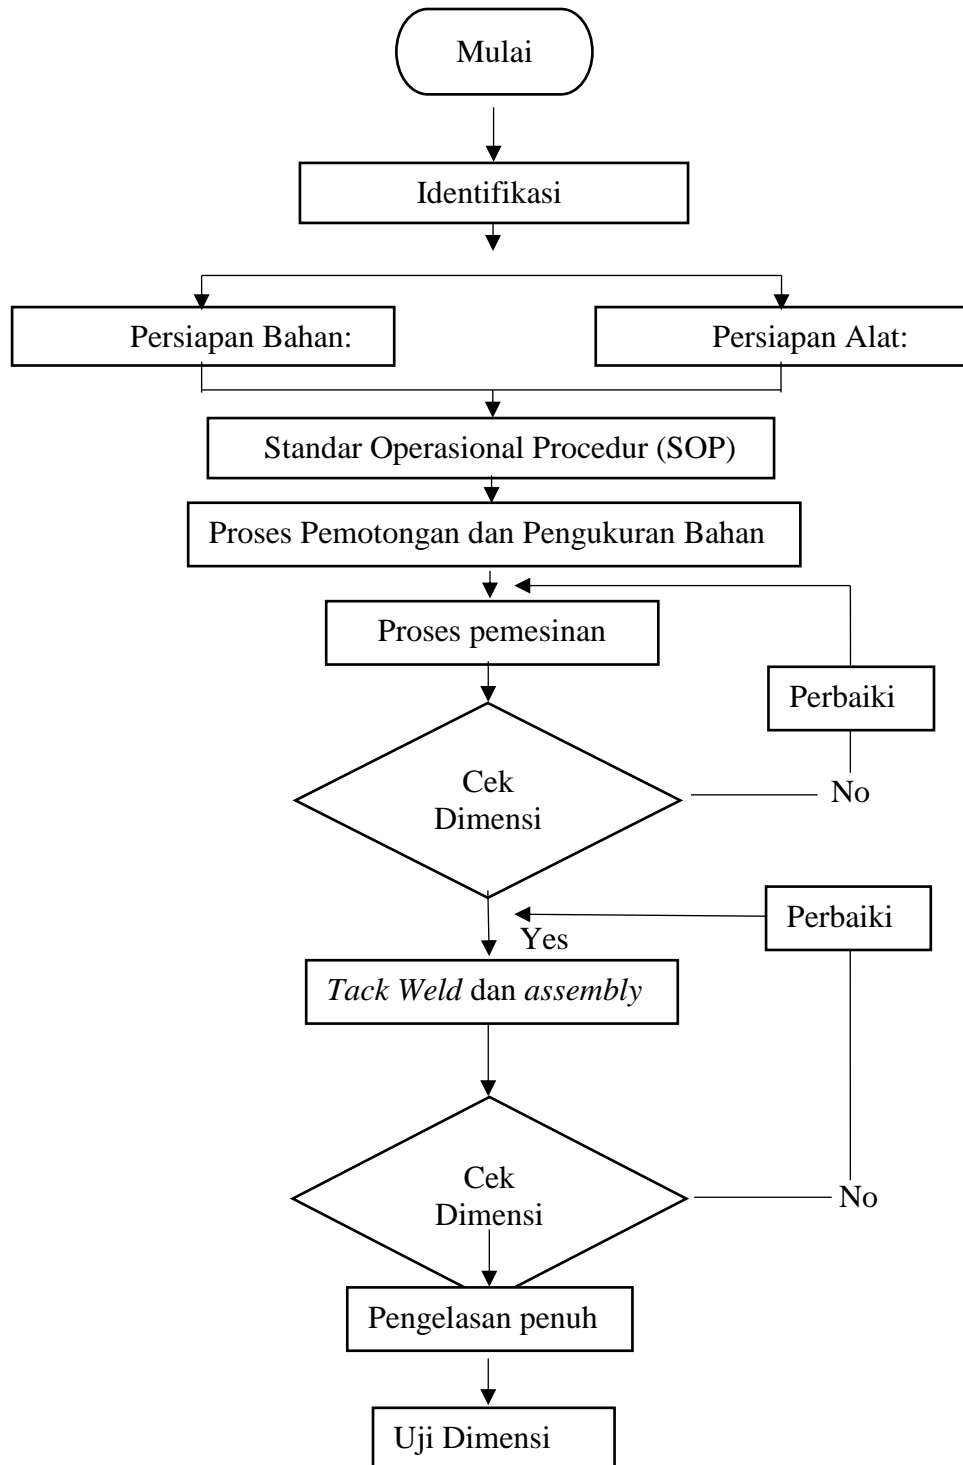 Mulai
Identifikasi
Persiapan Bahan:
Persiapan Alat:
Standar Operasional Procedur (SOP)
Proses Pemotongan dan Pengukuran Bahan
Proses pemesinan
Perbaiki
Cek
Dimensi
No
Perbaiki
Yes
Tack Weld dan assembly
Cek
Dimensi
No
Pengelasan penuh
Uji Dimensi